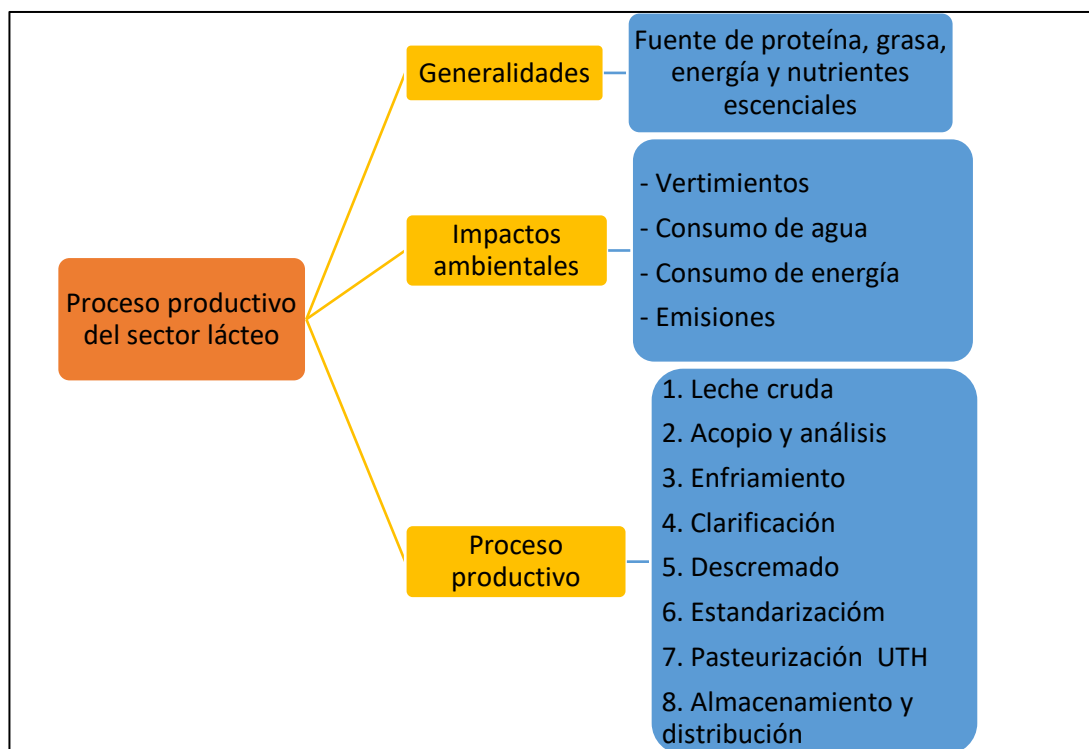 Proceso productivo
del sector lácteo
Generalidades
Fuente de proteína, grasa,
energía y nutrientes
escenciales
Impactos
ambientales
- Vertimientos
- Consumo de agua
- Consumo de energía
- Emisiones
Proceso
productivo
1. Leche cruda
2. Acopio y análisis
3. Enfriamiento
4. Clarificación
5. Descremado
6. Estandarizacióm
7. Pasteurización  UTH
8. Almacenamiento y
distribución